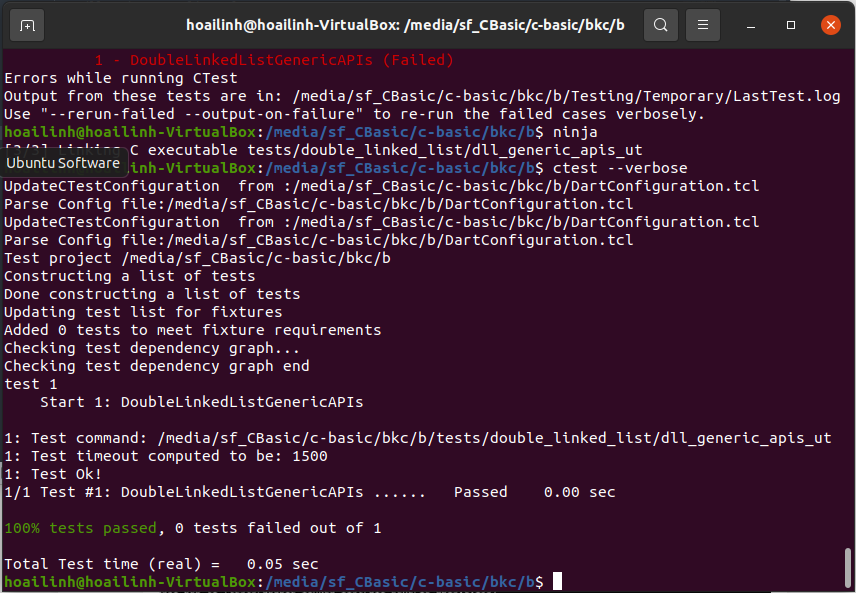 hoailinh@hoailinh-VirtualBox: /media/sf_CBasic/c-basic/bkc/b
1 - DoubleLinkedListGenericAPIs (Failed)
Errors while running CTest
Output from these tests are in: /media/sf_CBasic/c-basic/bkc/b/Testing/Temporary/LastTest.log
Use "--rerun-failed --output-on-failure" to re-run the failed cases verbosely.
hoailinh@hoailinh-VirtualBox:/media/sf_CBasic/c-basic/bkc/b$ ninja
C executable tests/double_linked_list/dll_generic_apis_ut
Ubuntu Software
-VirtualBox:/media/sf_CBasic/c-basic/bkc/b$ ctest --verbose
UpdateCTestConfiguration  from :/media/sf_CBasic/c-basic/bkc/b/DartConfiguration.tcl
Parse Config file:/media/sf_CBasic/c-basic/bkc/b/DartConfiguration.tcl
UpdateCTestConfiguration  from :/media/sf_CBasic/c-basic/bkc/b/DartConfiguration.tcl
Parse Config file:/media/sf_CBasic/c-basic/bkc/b/DartConfiguration.tcl
Test project /media/sf_CBasic/c-basic/bkc/b
Constructing a list of tests
Done constructing a list of tests
Updating test list for fixtures
Added 0 tests to meet fixture requirements
Checking test dependency graph...
Checking test dependency graph end
test 1
    Start 1: DoubleLinkedListGenericAPIs
1: Test command: /media/sf_CBasic/c-basic/bkc/b/tests/double_linked_list/dll_generic_apis_ut
1: Test timeout computed to be: 1500
1: Test Ok!
1/1 Test #1: DoubleLinkedListGenericAPIs ......   Passed    0.00 sec
100% tests passed, 0 tests failed out of 1
Total Test time (real) =   0.05 sec
hoailinh@hoailinh-VirtualBox:/media/sf_CBasic/c-basic/bkc/b$